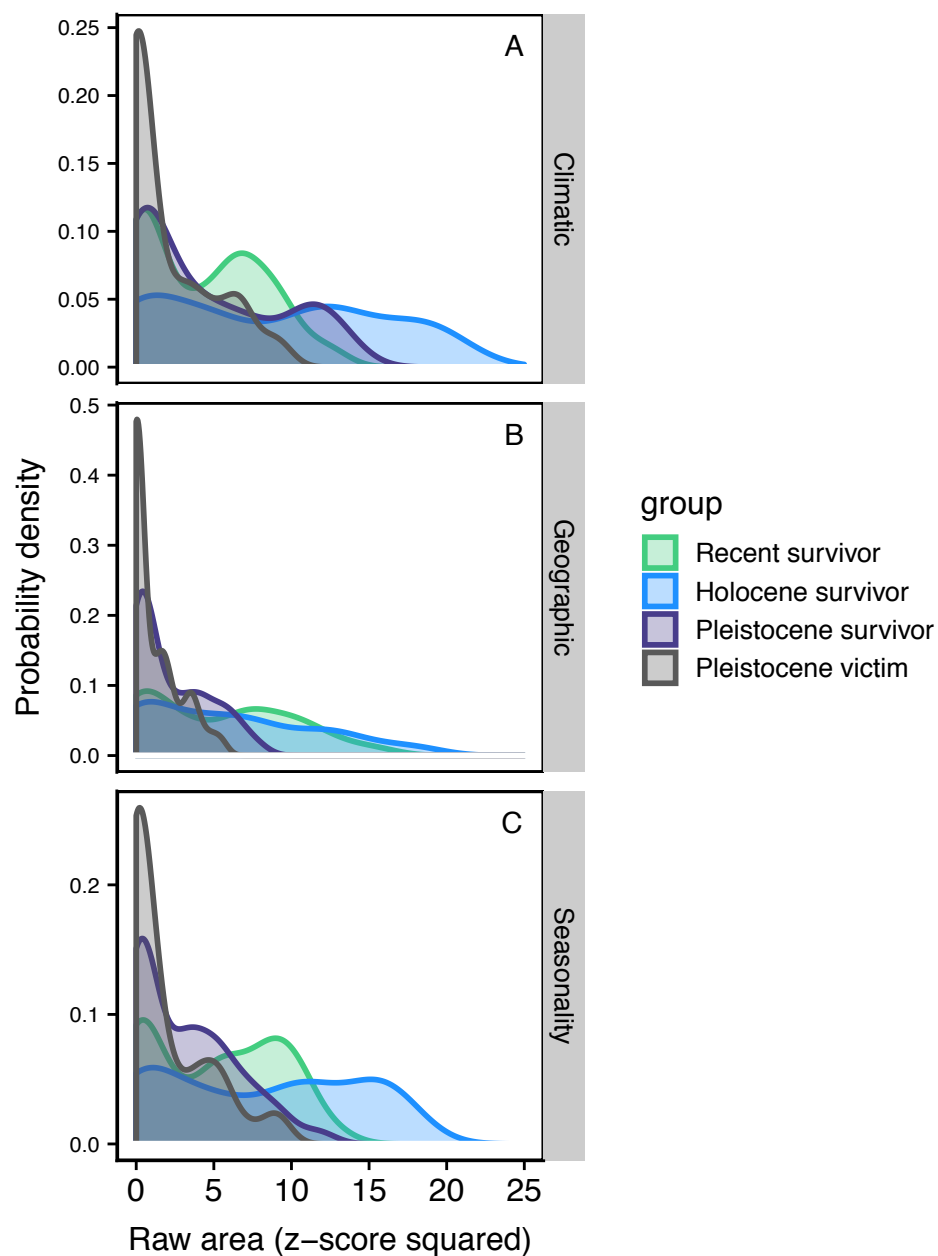 A
0.25
0.20
0.15
0.10
0.05
0.00
Climatic
B
0.5
0.4
0.3
0.2
0.1
0.0
Geographic
C
0.2
0.1
0.0
Seasonality
0 5 10 15 20 25
Raw area (z−score squared)
Probability density
group
Recent survivor
Holocene survivor
Pleistocene survivor
Pleistocene victim